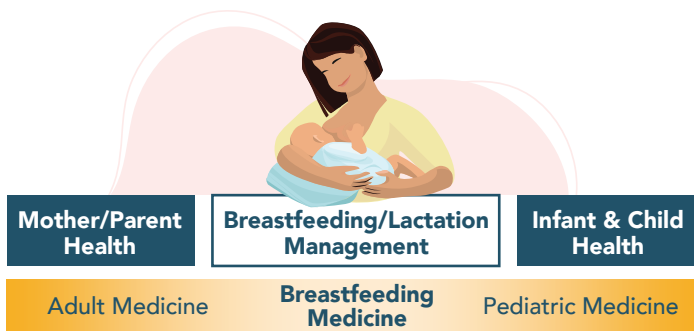 Mother/Parent
Health
Breastfeeding/Lactation
Management
Infant & Child
Health
Adult Medicine
Breastfeeding
Medicine
Pediatric Medicine